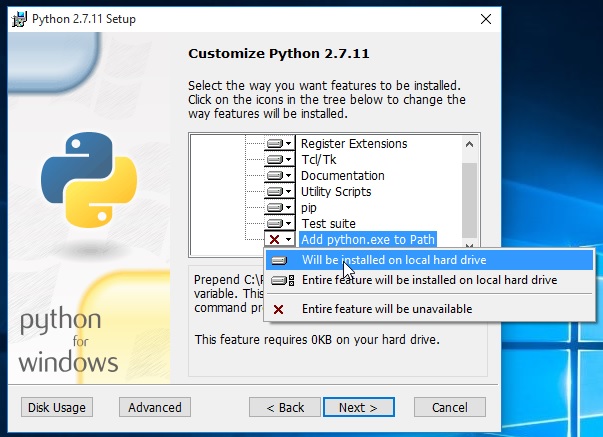 Python 2.7.11 Setup
Customize Python 2.7.11
Select the way you want features to be installed.
Click on the icons in the tree below to change the
way features will be installed.
Register Extensions
Tcl/Tk
Documentation
Utility Scripts
pip
Test suite
Add python.exe to Path
Will be installed on local hard drive
Entire feature will be installed on local hard drive
Entire feature will be unavailable
Prepend C:\
variable. This
command
This feature requires 0KB on your hard drive.
python
for
windows
Disk Usage
Advanced
< Back
Next >
Cancel